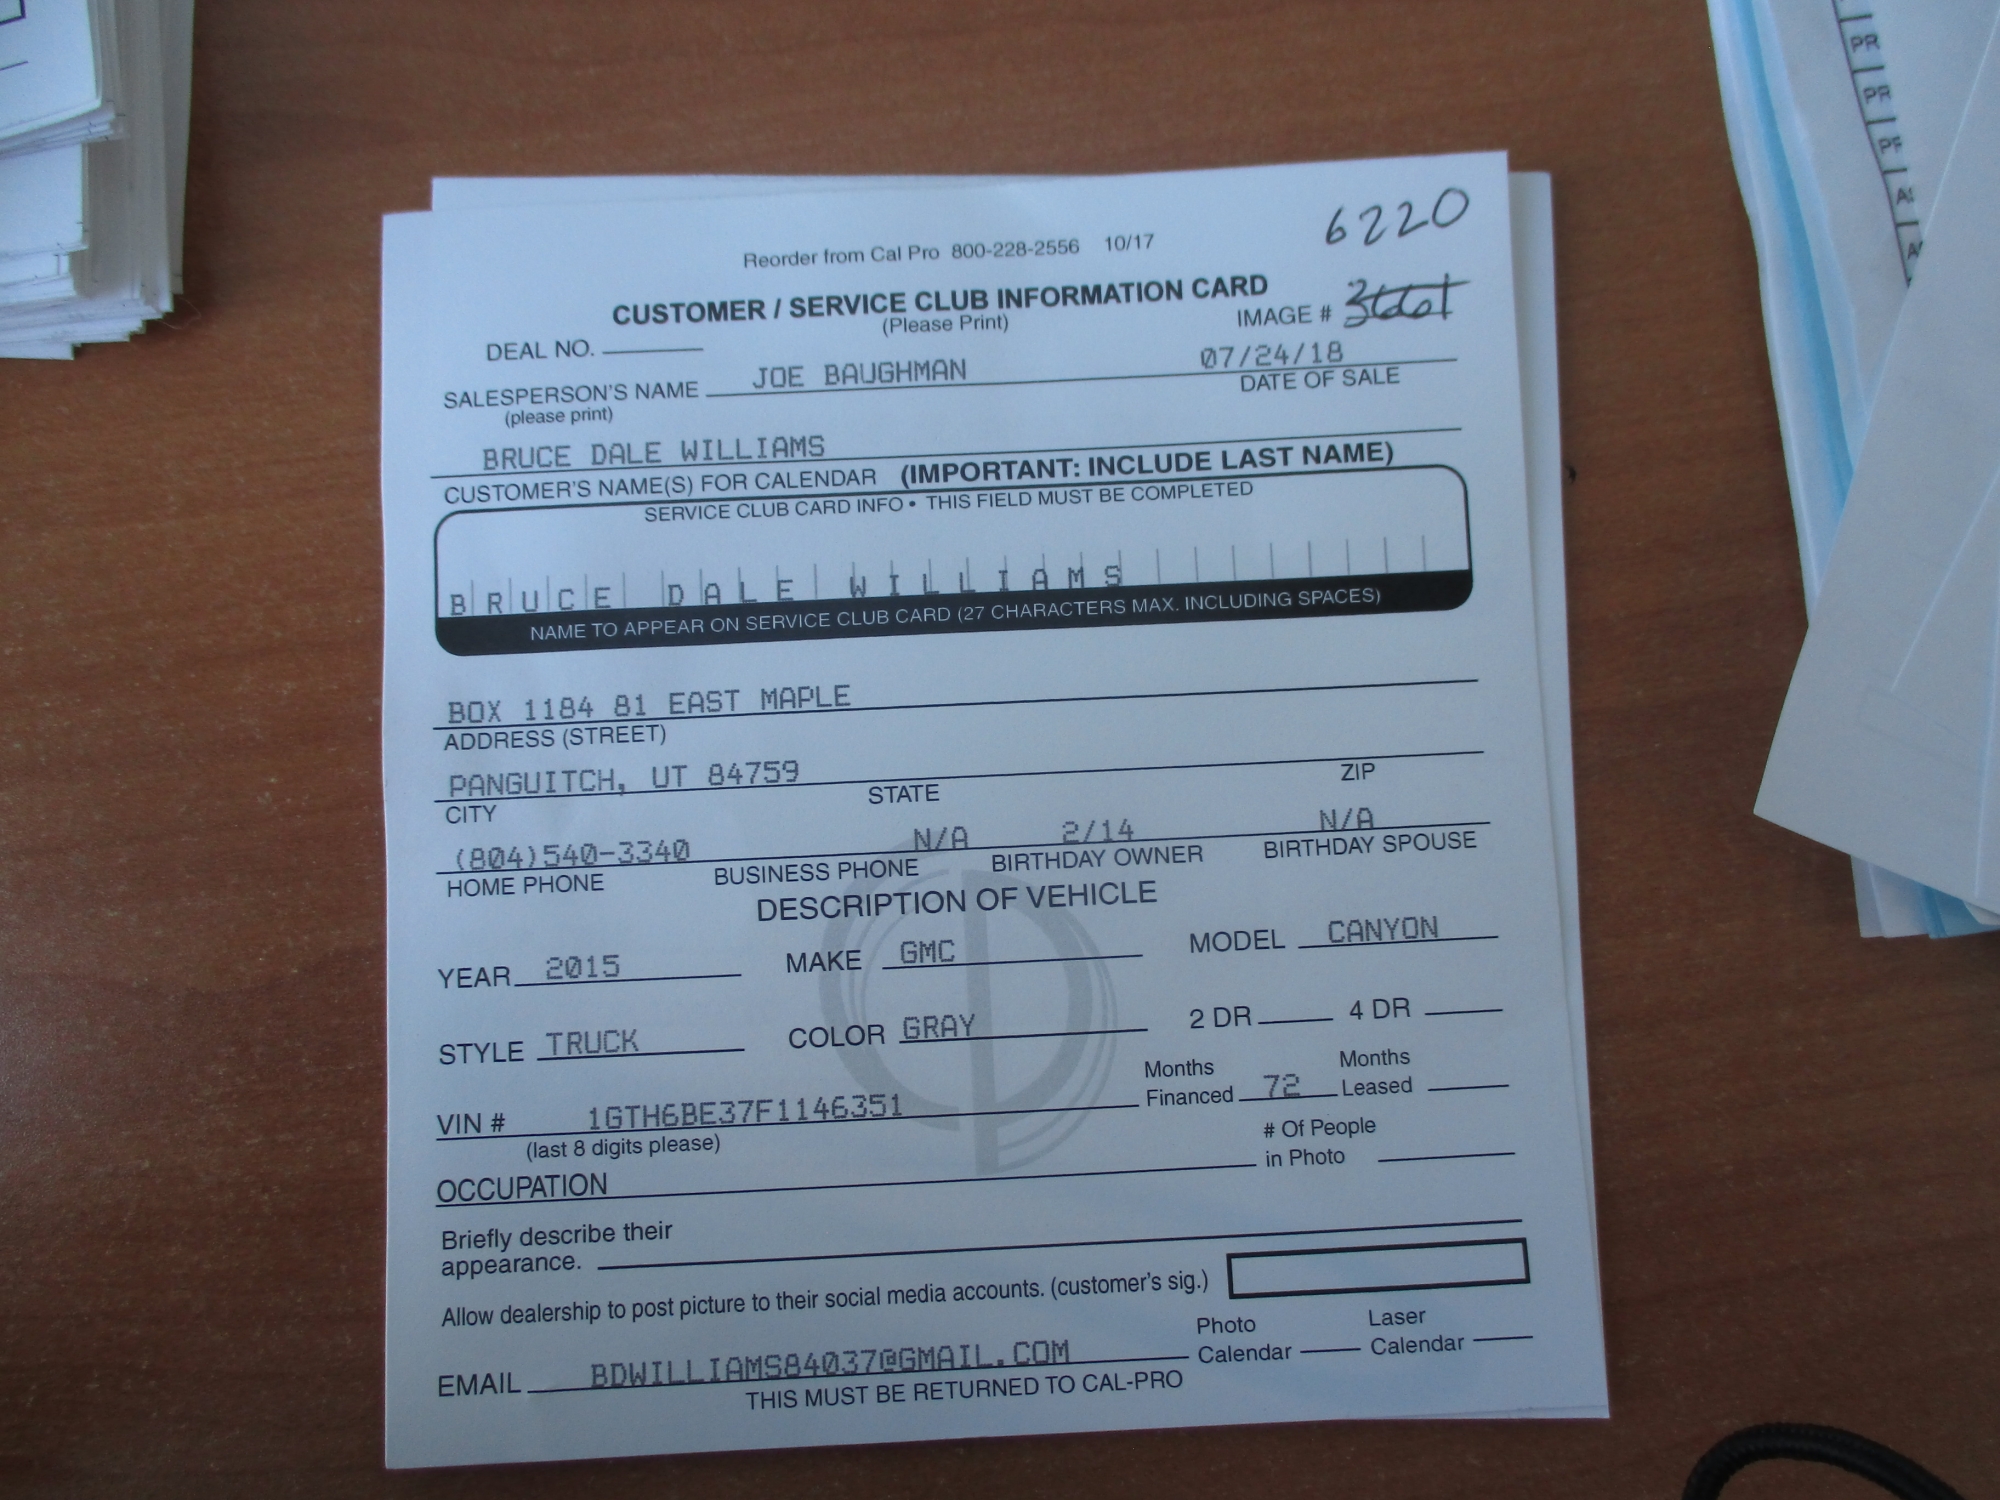 6220
Reorder from Cal Pro 800-228-2556 10/17
CUSTOMER / SERVICE CLUB INFORMATION CARD
(Please Print)
IMAGE #
DEAL NO.
SALESPERSON'S NAME JOE BAUGHMAN 07/24/18
(please print) DATE OF SALE
BRUCE DALE WILLIAMS
CUSTOMER'S NAME(S) FOR CALENDAR (IMPORTANT: INCLUDE LAST NAME)
SERVICE CLUB CARD INFO • THIS FIELD MUST BE COMPLETED
BRUCE DALE WILLIAMS
NAME TO APPEAR ON SERVICE CLUB CARD (27 CHARACTERS MAX. INCLUDING SPACES)
BOX 1184 81 EAST MAPLE
ADDRESS (STREET)
PANGUITCH, UT 84759
CITY STATE ZIP
(804)540-3340 N/A 2/14 N/A
HOME PHONE BUSINESS PHONE BIRTHDAY OWNER BIRTHDAY SPOUSE
DESCRIPTION OF VEHICLE
YEAR 2015 MAKE GMC MODEL CANYON
STYLE TRUCK COLOR GRAY 2 DR 4 DR
Months Financed 72 Months Leased
VIN # 1GTH6BE37F1146351
(last 8 digits please)
# Of People in Photo
OCCUPATION
Briefly describe their
appearance.
Allow dealership to post picture to their social media accounts. (customer's sig.)
Photo Calendar Laser Calendar
EMAIL BDWILLIAMS84037@GMAIL.COM
THIS MUST BE RETURNED TO CAL-PRO